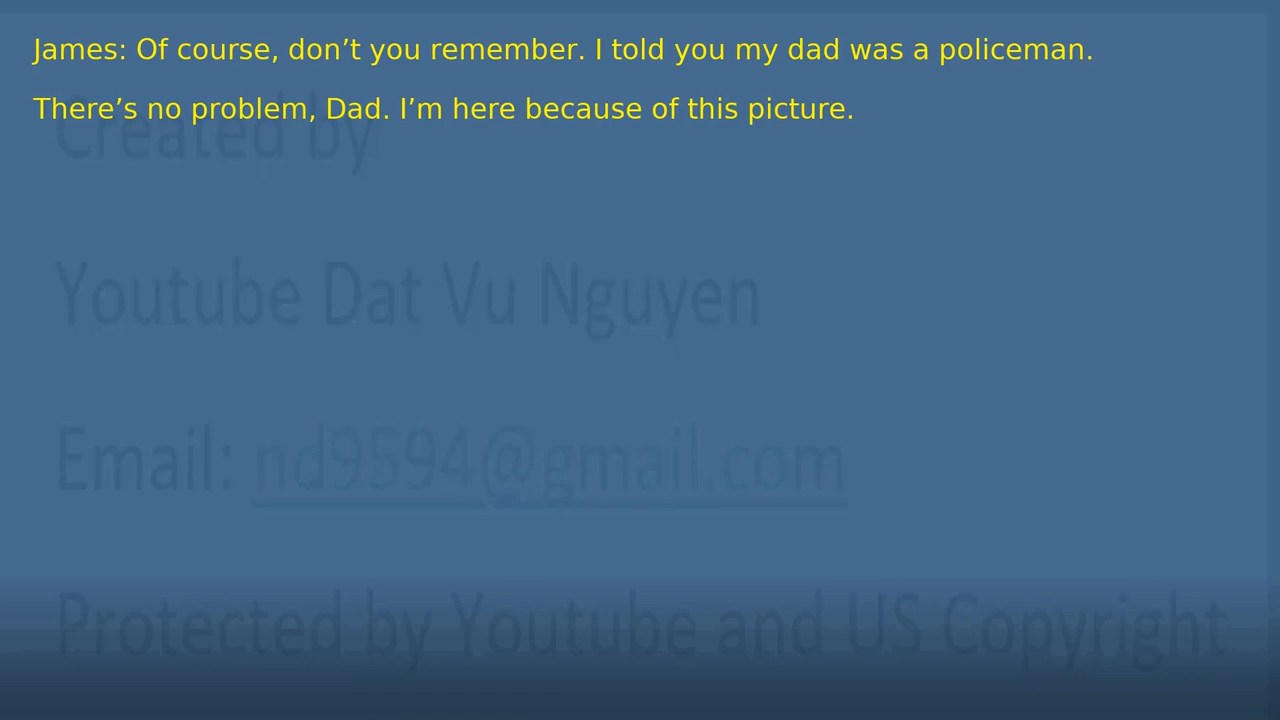 James: Of course, don’t you remember. I told you my dad was a policeman.
There’s no problem, Dad. I’m here because of this picture.
Created by
Youtube Dat Vu Nguyen
Email: nd9594@gmail.com
Protected by Youtube and US Copyright